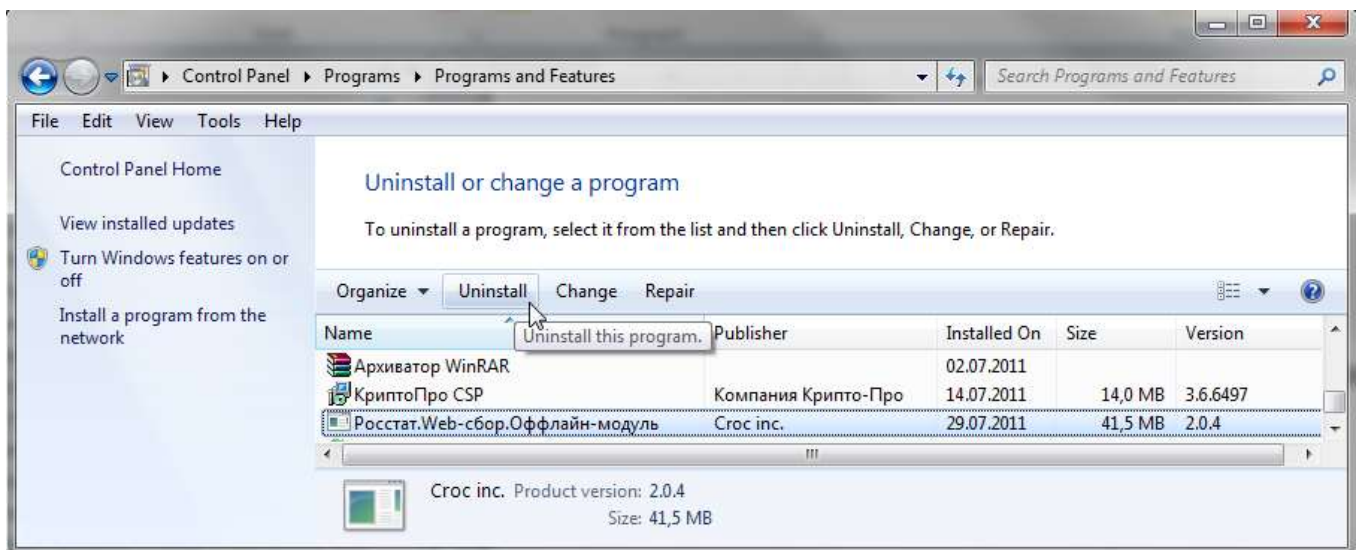 Control Panel ▸ Programs ▸ Programs and Features
Search Programs and Features
File Edit View Tools Help
Control Panel Home
View installed updates
Turn Windows features on or
off
Install a program from the
network
Uninstall or change a program
To uninstall a program, select it from the list and then click Uninstall, Change, or Repair.
Organize Uninstall Change Repair
Name Publisher Installed On Size Version
Uninstall this program.
Архиватор WinRAR 02.07.2011
КриптоПро CSP Компания Крипто-Про 14.07.2011 14,0 MB 3.6.6497
Росстат.Web-сбор.Оффлайн-модуль Croc inc. 29.07.2011 41,5 MB 2.0.4
Croc inc. Product version: 2.0.4
Size: 41,5 MB